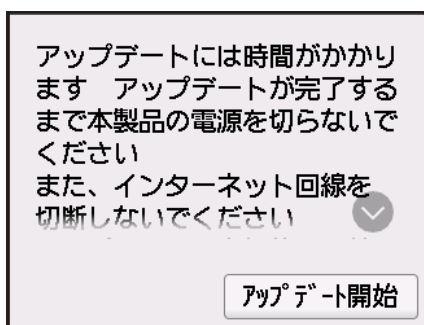 アップデートには時間がかかり
ます　アップデートが完了する
まで本製品の電源を切らないで
ください
また、インターネット回線を
切断しないでください
ｱｯﾌﾟﾃﾞｰﾄ開始